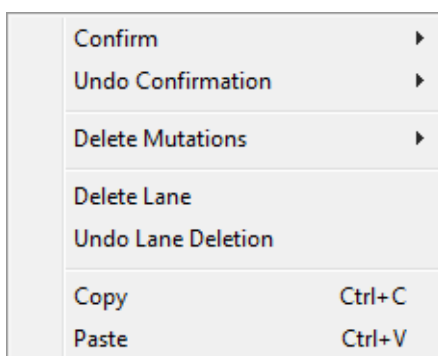 Confirm
Undo Confirmation
Delete Mutations
Delete Lane
Undo Lane Deletion
Copy Ctrl+C
Paste Ctrl+V